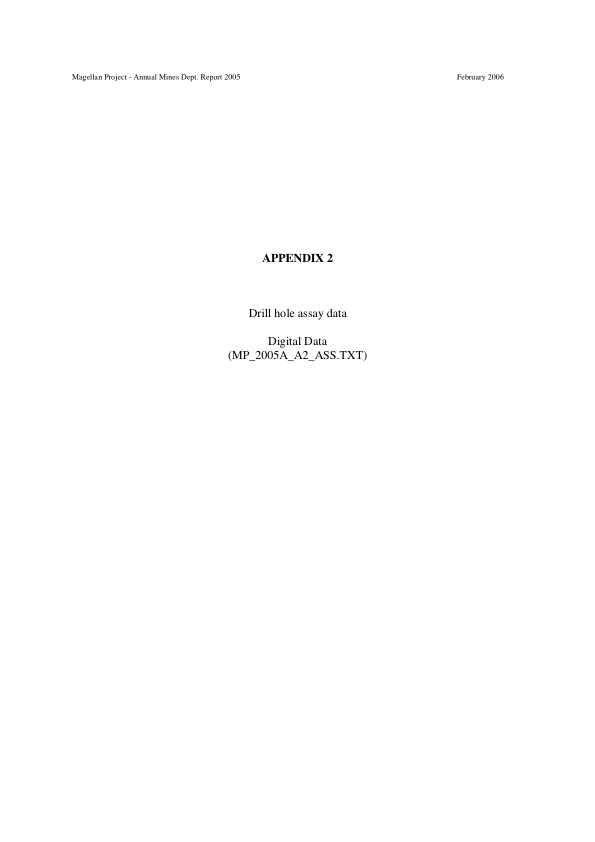 Magellan Project - Annual Mines Dept. Report 2005 February 2006
APPENDIX 2
Drill hole assay data
Digital Data
(MP_2005A_A2_ASS.TXT)